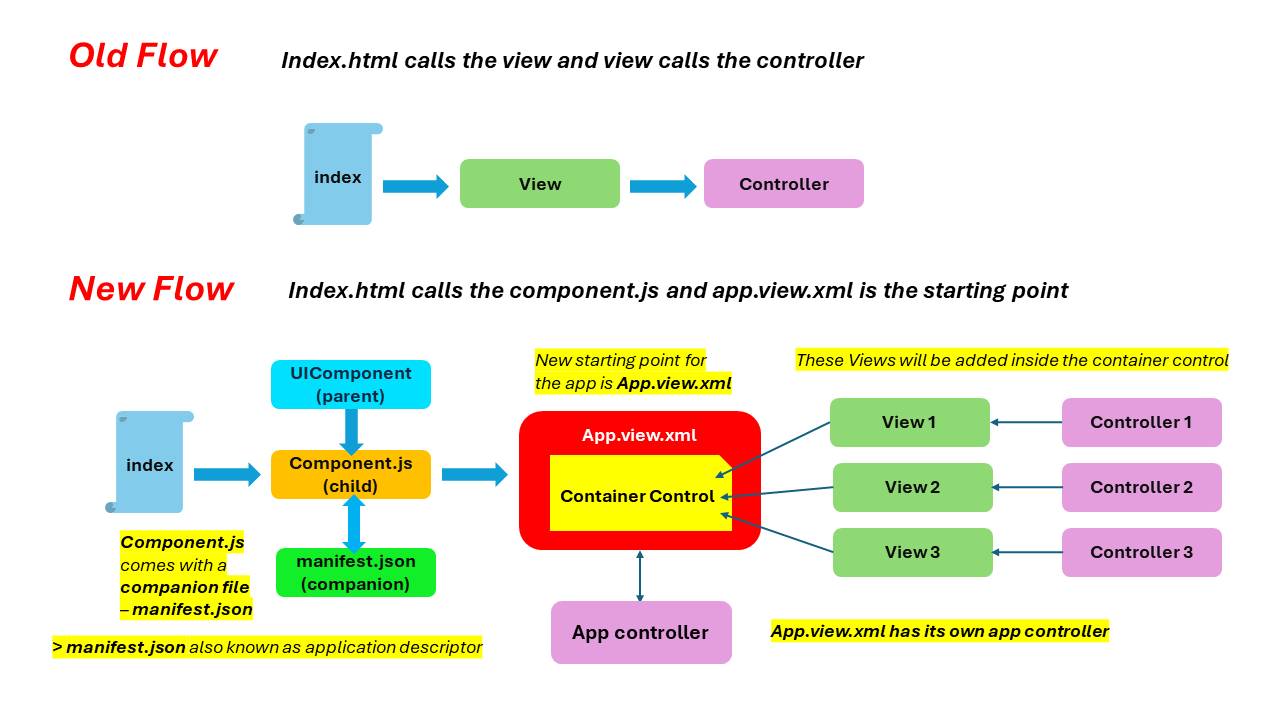 Old Flow
Index.html calls the view and view calls the controller
index
View
Controller
New Flow
Index.html calls the component.js and app.view.xml is the starting point
New starting point for
the app is App.view.xml
These Views will be added inside the container control
UIComponent
(parent)
index
Component.js
(child)
manifest.json
(companion)
Component.js
comes with a
companion file
– manifest.json
> manifest.json also known as application descriptor
App.view.xml
Container Control
App controller
View 1
Controller 1
View 2
Controller 2
View 3
Controller 3
App.view.xml has its own app controller